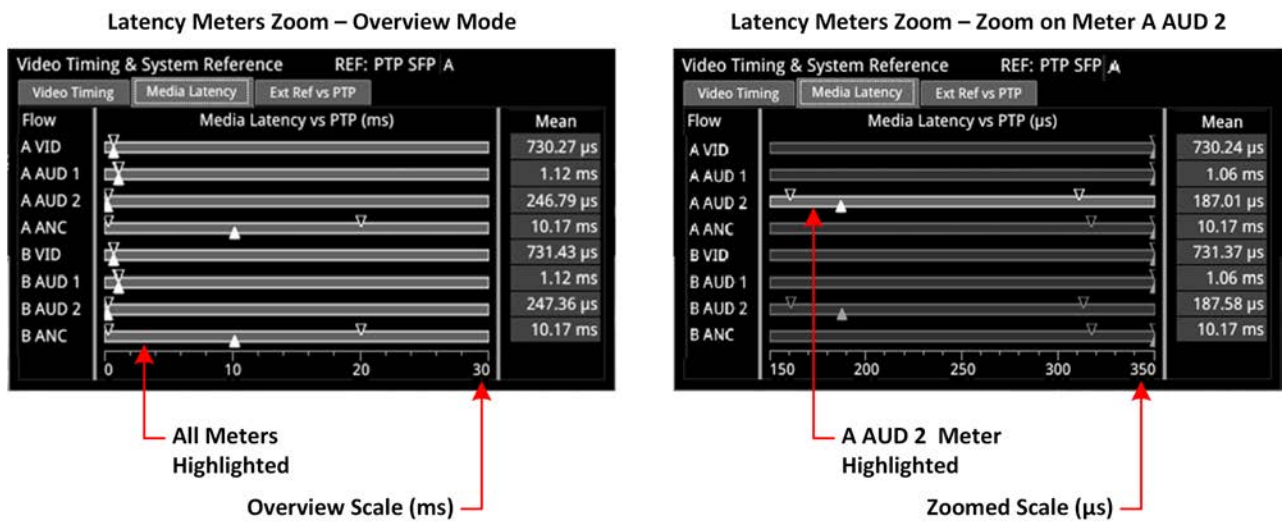 Latency Meters Zoom – Overview Mode
Video Timing & System Reference REF: PTP SFP A
Video Timing Media Latency Ext Ref vs PTP
Flow Media Latency vs PTP (ms) Mean
A VID 730.27 µs
A AUD 1 1.12 ms
A AUD 2 246.79 µs
A ANC 10.17 ms
B VID 731.43 µs
B AUD 1 1.12 ms
B AUD 2 247.36 µs
B ANC 10.17 ms
0 10 20 30
All Meters
Highlighted
Overview Scale (ms)
Latency Meters Zoom – Zoom on Meter A AUD 2
Video Timing & System Reference REF: PTP SFP A
Video Timing Media Latency Ext Ref vs PTP
Flow Media Latency vs PTP (µs) Mean
A VID 730.24 µs
A AUD 1 1.06 ms
A AUD 2 187.01 µs
A ANC 10.17 ms
B VID 731.37 µs
B AUD 1 1.06 ms
B AUD 2 187.58 µs
B ANC 10.17 ms
150 200 250 300 350
A AUD 2 Meter
Highlighted
Zoomed Scale (µs)